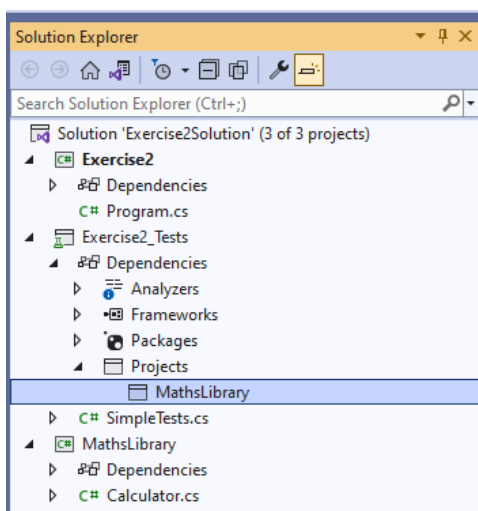 Solution Explorer
Search Solution Explorer (Ctrl+;)
Solution 'Exercise2Solution' (3 of 3 projects)
C# Exercise2
Dependencies
C# Program.cs
Exercise2_Tests
Dependencies
Analyzers
Frameworks
Packages
Projects
MathsLibrary
C# SimpleTests.cs
C# MathsLibrary
Dependencies
C# Calculator.cs